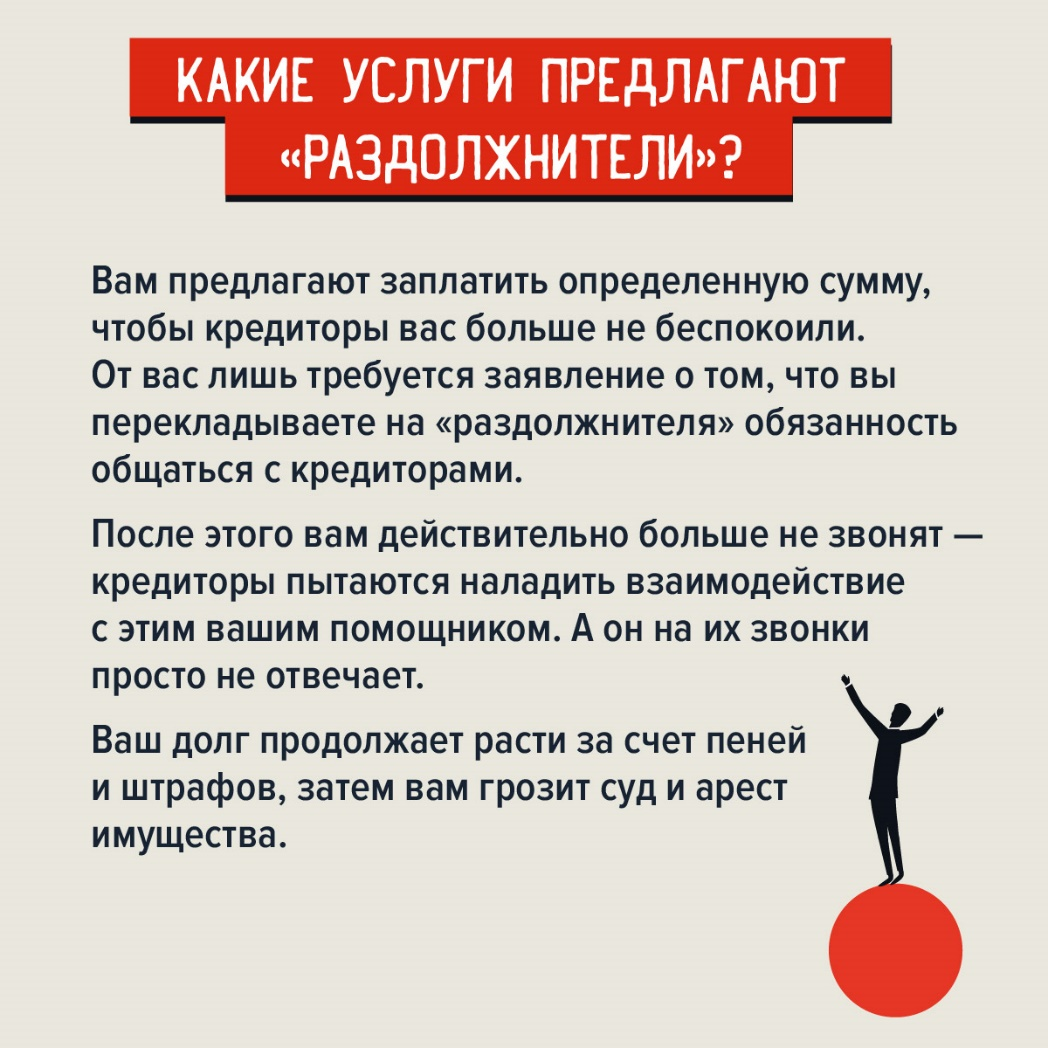 КАКИЕ УСЛУГИ ПРЕДЛАГАЮТ
«РАЗДОЛЖНИТЕЛИ»?
Вам предлагают заплатить определенную сумму,
чтобы кредиторы вас больше не беспокоили.
От вас лишь требуется заявление о том, что вы
перекладываете на «раздолжнителя» обязанность
общаться с кредиторами.
После этого вам действительно больше не звонят —
кредиторы пытаются наладить взаимодействие
с этим вашим помощником. А он на их звонки
просто не отвечает.
Ваш долг продолжает расти за счет пеней
и штрафов, затем вам грозит суд и арест
имущества.